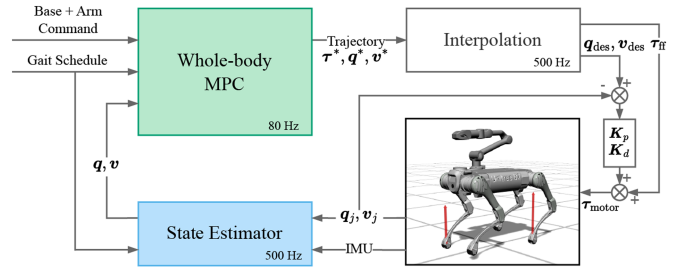 Base + Arm
Command
Gait Schedule
Whole-body
MPC
80 Hz
Trajectory
τ*, q*, v*
Interpolation
500 Hz
q_des, v_des
τ_ff
-
+
K_p
K_d
+
+
τ_motor
q, v
State Estimator
500 Hz
q_j, v_j
IMU